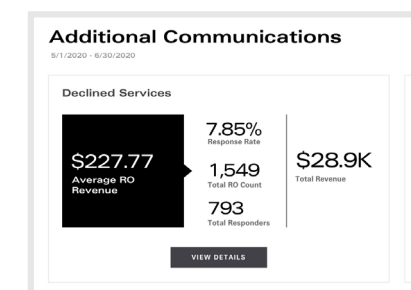 Additional Communications
5/1/2020 - 6/30/2020
Declined Services
$227.77
Average RO
Revenue
7.85%
Response Rate
1,549
Total RO Count
793
Total Responders
$28.9K
Total Revenue
VIEW DETAILS